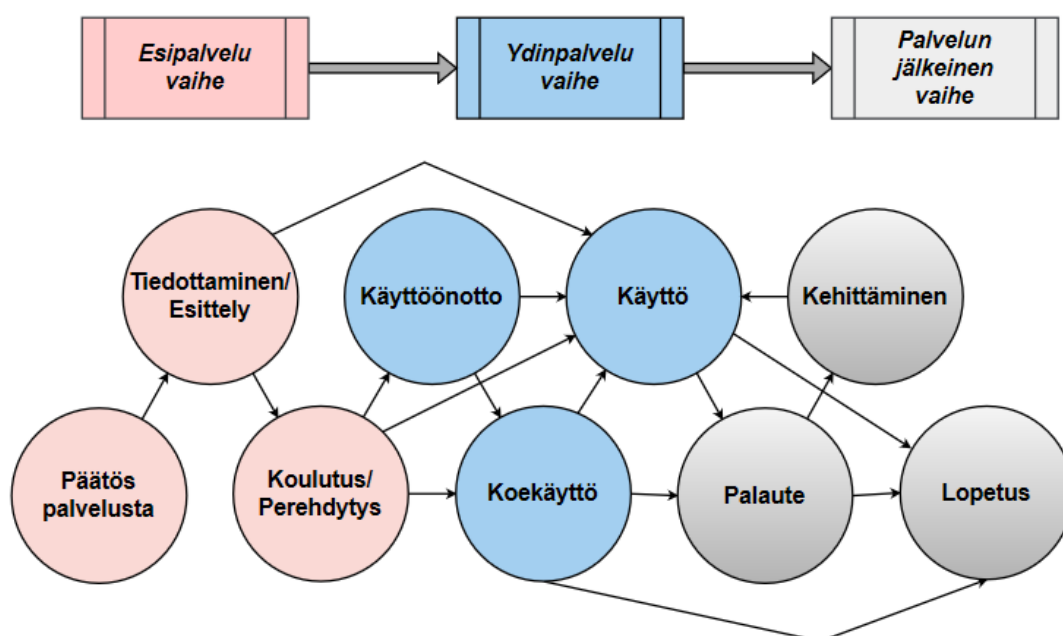 Esipalvelu
vaihe
Ydinpalvelu
vaihe
Palvelun
jälkeinen
vaihe
Tiedottaminen/
Esittely
Käyttöönotto
Käyttö
Kehittäminen
Päätös
palvelusta
Koulutus/
Perehdytys
Koekäyttö
Palaute
Lopetus